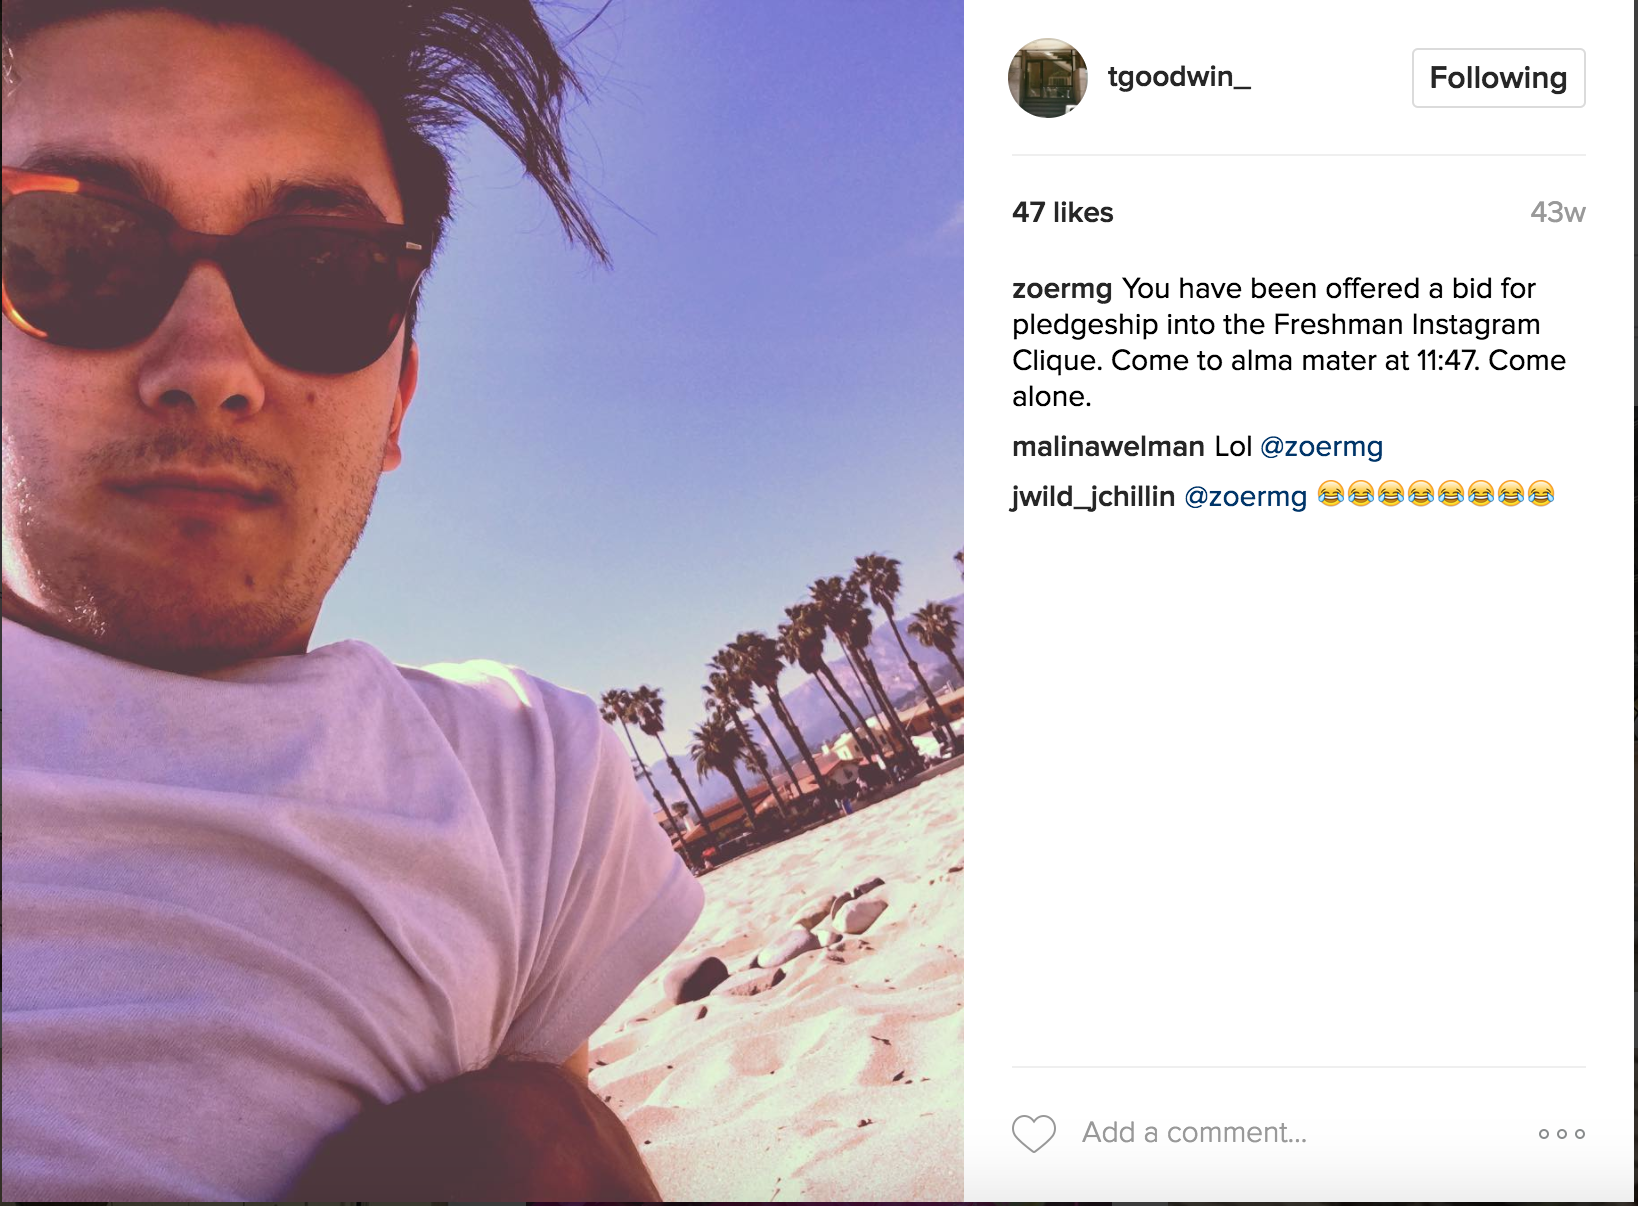 tgoodwin_
Following
47 likes
43w
zoermg You have been offered a bid for
pledgeship into the Freshman Instagram
Clique. Come to alma mater at 11:47. Come
alone.
malinawelman Lol @zoermg
jwild_jchillin @zoermg 😂😂😂😂😂😂😂😂
Add a comment...